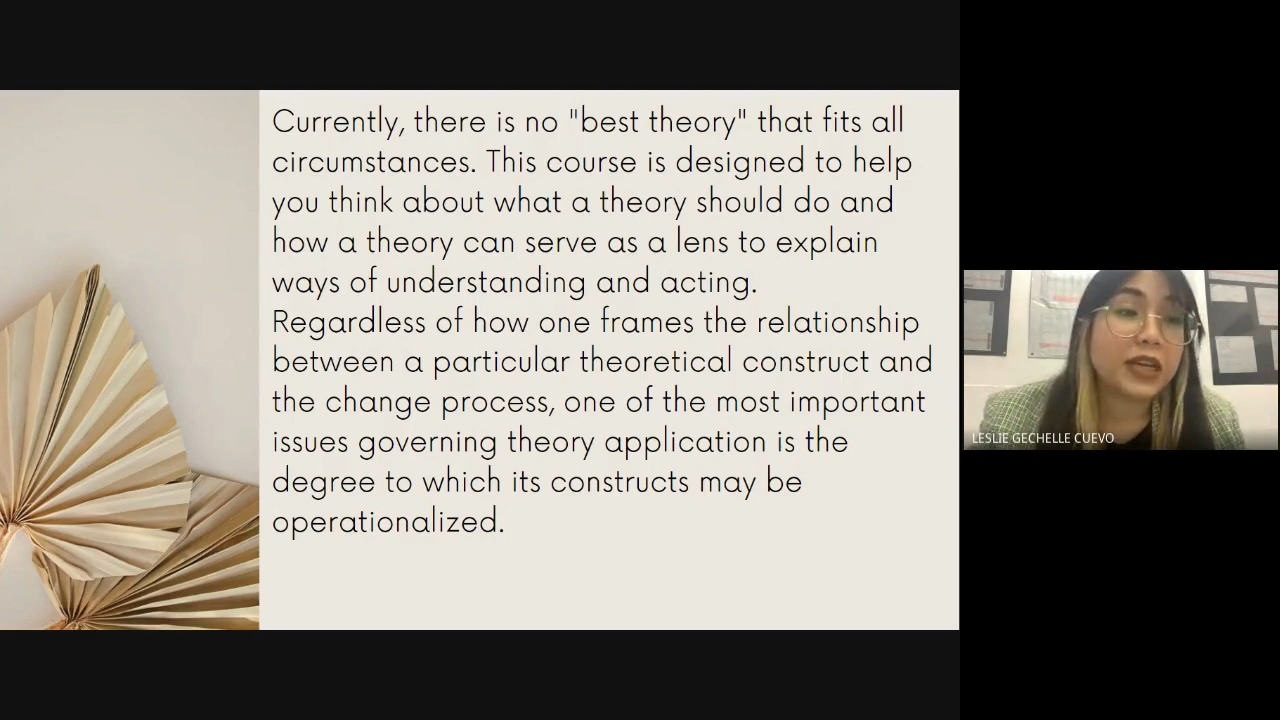 Currently, there is no "best theory" that fits all
circumstances. This course is designed to help
you think about what a theory should do and
how a theory can serve as a lens to explain
ways of understanding and acting.
Regardless of how one frames the relationship
between a particular theoretical construct and
the change process, one of the most important
issues governing theory application is the
degree to which its constructs may be
operationalized.
LESLIE GECHELLE CUEVO